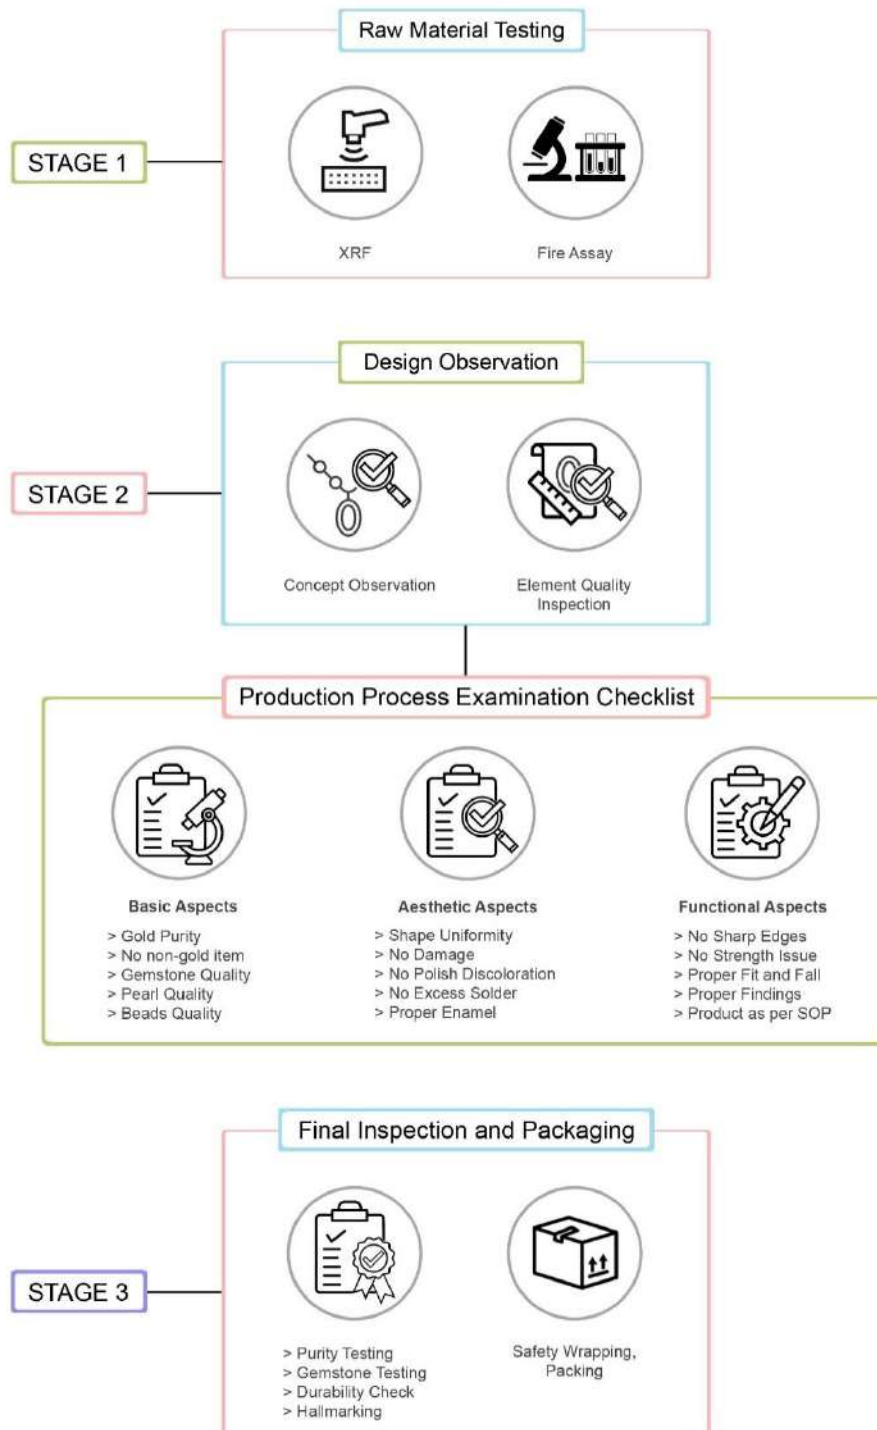 Raw Material Testing
STAGE 1
XRF
Fire Assay
Design Observation
STAGE 2
Concept Observation
Element Quality
Inspection
Production Process Examination Checklist
Basic Aspects
> Gold Purity
> No non-gold item
> Gemstone Quality
> Pearl Quality
> Beads Quality
Aesthetic Aspects
> Shape Uniformity
> No Damage
> No Polish Discoloration
> No Excess Solder
> Proper Enamel
Functional Aspects
> No Sharp Edges
> No Strength Issue
> Proper Fit and Fall
> Proper Findings
> Product as per SOP
Final Inspection and Packaging
STAGE 3
> Purity Testing
> Gemstone Testing
> Durability Check
> Hallmarking
Safety Wrapping,
Packing